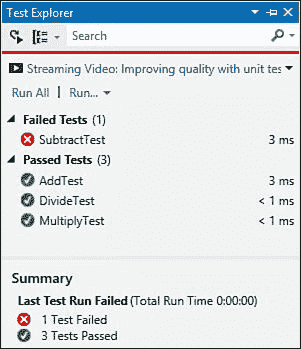 Test Explorer
Search
Streaming Video: Improving quality with unit tes
Run All | Run...
Failed Tests (1)
SubtractTest 3 ms
Passed Tests (3)
AddTest 3 ms
DivideTest < 1 ms
MultiplyTest < 1 ms
Summary
Last Test Run Failed (Total Run Time 0:00:00)
1 Test Failed
3 Tests Passed